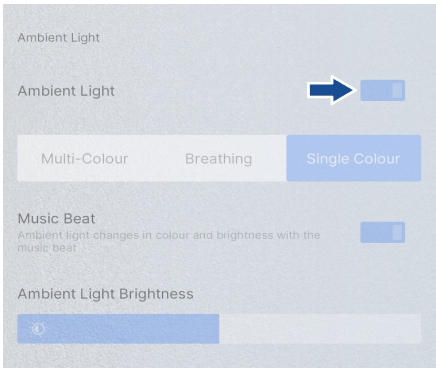 Ambient Light
Ambient Light
Multi-Colour Breathing Single Colour
Music Beat
Ambient light changes in colour and brightness with the
music beat
Ambient Light Brightness